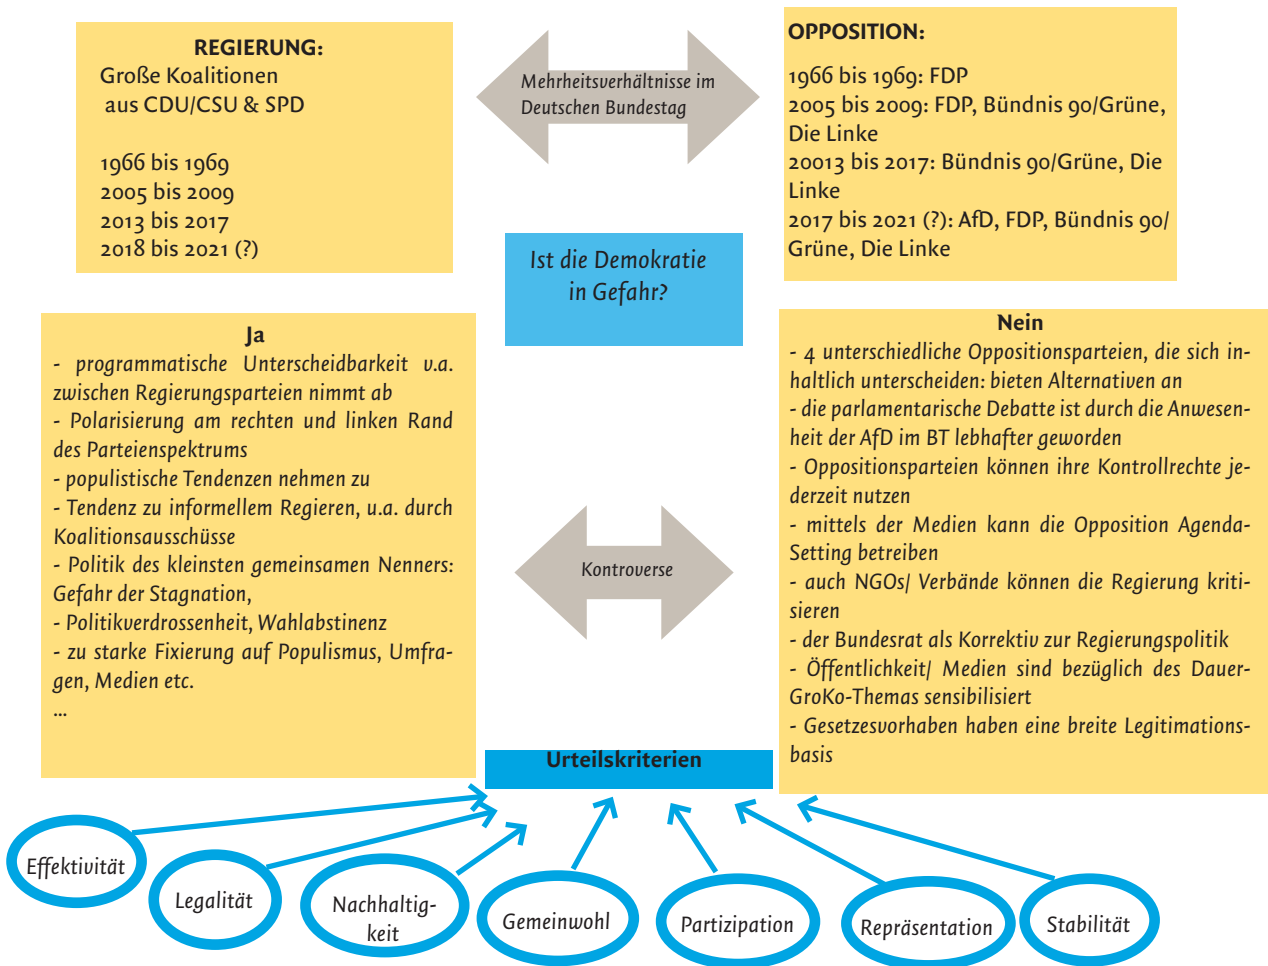 REGIERUNG:
Große Koalitionen
aus CDU/CSU & SPD
1966 bis 1969
2005 bis 2009
2013 bis 2017
2018 bis 2021 (?)
Mehrheitsverhältnisse im
Deutschen Bundestag
OPPOSITION:
1966 bis 1969: FDP
2005 bis 2009: FDP, Bündnis 90/Grüne,
Die Linke
20013 bis 2017: Bündnis 90/Grüne, Die
Linke
2017 bis 2021 (?): AfD, FDP, Bündnis 90/
Grüne, Die Linke
Ist die Demokratie
in Gefahr?
Ja
- programmatische Unterscheidbarkeit v.a.
zwischen Regierungsparteien nimmt ab
- Polarisierung am rechten und linken Rand
des Parteienspektrums
- populistische Tendenzen nehmen zu
- Tendenz zu informellem Regieren, u.a. durch
Koalitionsausschüsse
- Politik des kleinsten gemeinsamen Nenners:
Gefahr der Stagnation,
- Politikverdrossenheit, Wahlabstinenz
- zu starke Fixierung auf Populismus, Umfra-
gen, Medien etc.
...
Kontroverse
Nein
- 4 unterschiedliche Oppositionsparteien, die sich in-
haltlich unterscheiden: bieten Alternativen an
- die parlamentarische Debatte ist durch die Anwesen-
heit der AfD im BT lebhafter geworden
- Oppositionsparteien können ihre Kontrollrechte je-
derzeit nutzen
- mittels der Medien kann die Opposition Agenda-
Setting betreiben
- auch NGOs/ Verbände können die Regierung kriti-
sieren
- der Bundesrat als Korrektiv zur Regierungspolitik
- Öffentlichkeit/ Medien sind bezüglich des Dauer-
GroKo-Themas sensibilisiert
- Gesetzesvorhaben haben eine breite Legitimations-
basis
Urteilskriterien
Effektivität
Legalität
Nachhaltig-
keit
Gemeinwohl
Partizipation
Repräsentation
Stabilität